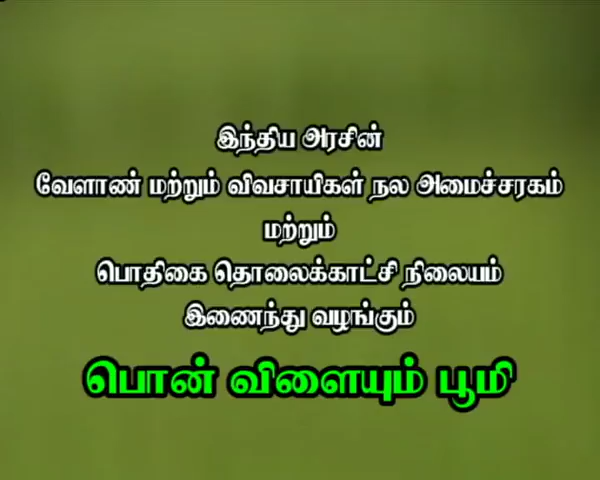 இந்திய அரசின்
வேளாண் மற்றும் விவசாயிகள் நல அமைச்சரகம்
மற்றும்
பொதிகை தொலைக்காட்சி நிலையம்
இணைந்து வழங்கும்
பொன் விளையும் பூமி